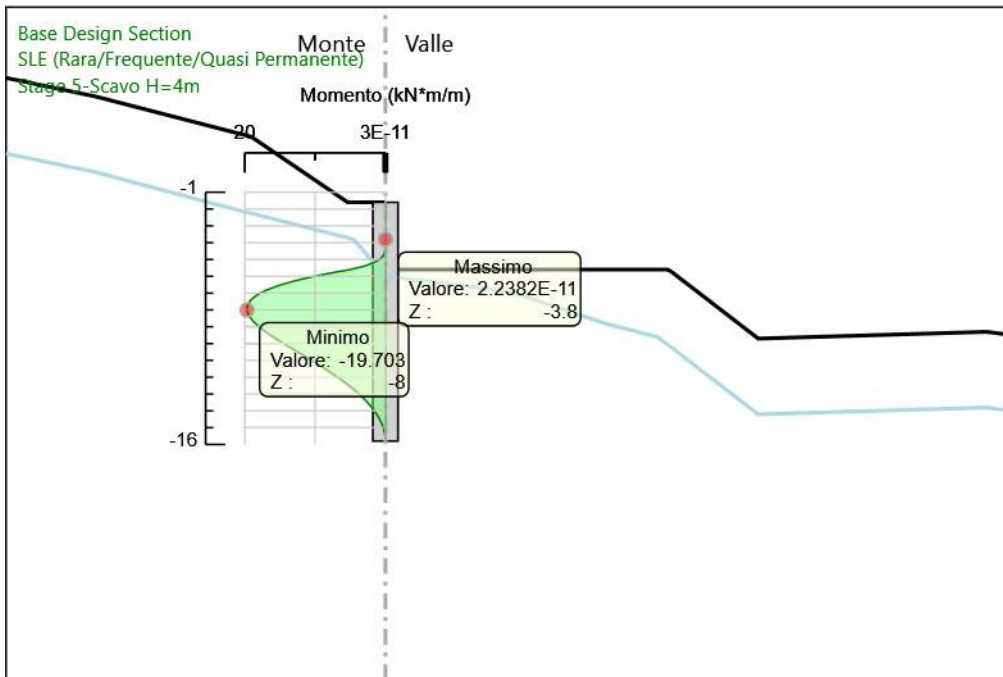 Base Design Section
Monte Valle
SLE (Rara/Frequente/Quasi Permanente)
Stage 5-Scavo H=4m
Momento (kN*m/m)
20 3E-11
-1
Massimo
Valore: 2.2382E-11
Z : -3.8
Minimo
Valore: -19.703
Z : -8
-16